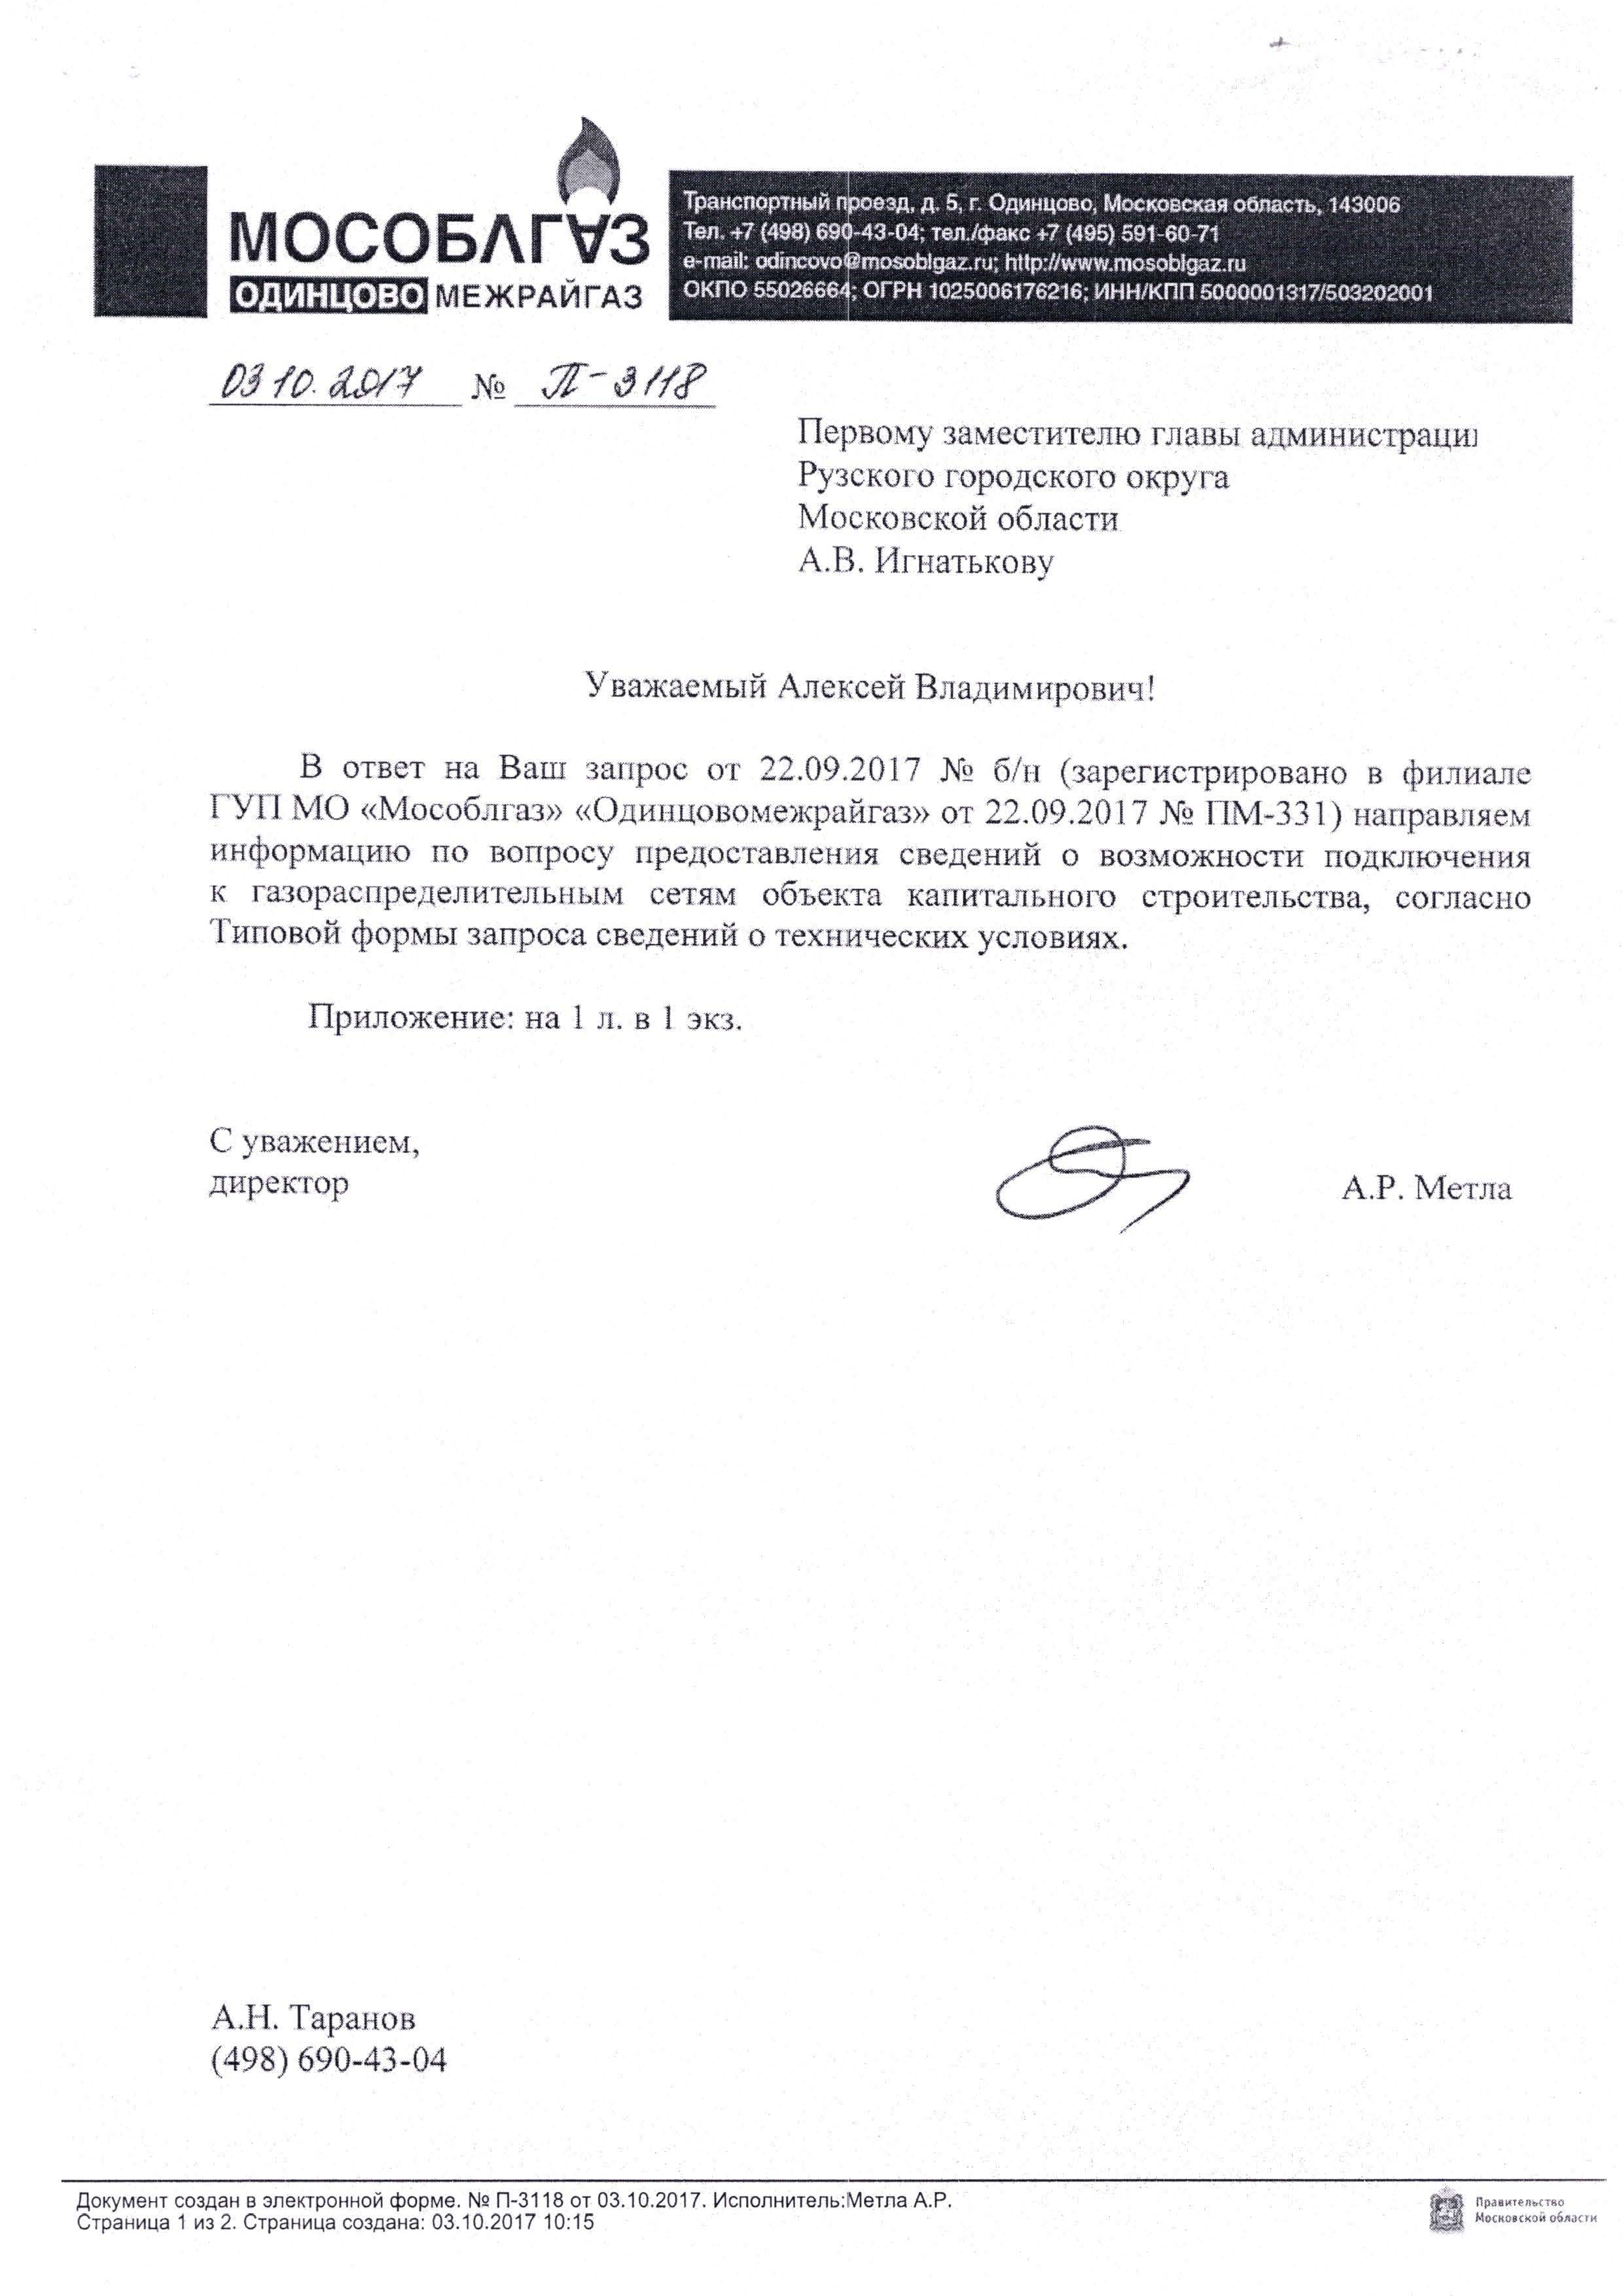 МОСОБЛГАЗ
ОДИНЦОВО МЕЖРАЙГАЗ
Транспортный проезд, д. 5, г. Одинцово, Московская область, 143006
Тел. +7 (498) 690-43-04; тел./факс +7 (495) 591-60-71
e-mail: odincovo@mosoblgaz.ru; http://www.mosoblgaz.ru
ОКПО 55026664; ОГРН 1025006176216; ИНН/КПП 5000001317/503202001
03 10. 2017 № П-3118
Первому заместителю главы администраци
Рузского городского округа
Московской области
А.В. Игнатькову
Уважаемый Алексей Владимирович!
В ответ на Ваш запрос от 22.09.2017 № б/н (зарегистрировано в филиале
ГУП МО «Мособлгаз» «Одинцовомежрайгаз» от 22.09.2017 № ПМ-331) направляем
информацию по вопросу предоставления сведений о возможности подключения
к газораспределительным сетям объекта капитального строительства, согласно
Типовой формы запроса сведений о технических условиях.
Приложение: на 1 л. в 1 экз.
С уважением,
директор
А.Р. Метла
А.Н. Таранов
(498) 690-43-04
Документ создан в электронной форме. № П-3118 от 03.10.2017. Исполнитель:Метла А.Р.
Страница 1 из 2. Страница создана: 03.10.2017 10:15
Правительство
Московской области